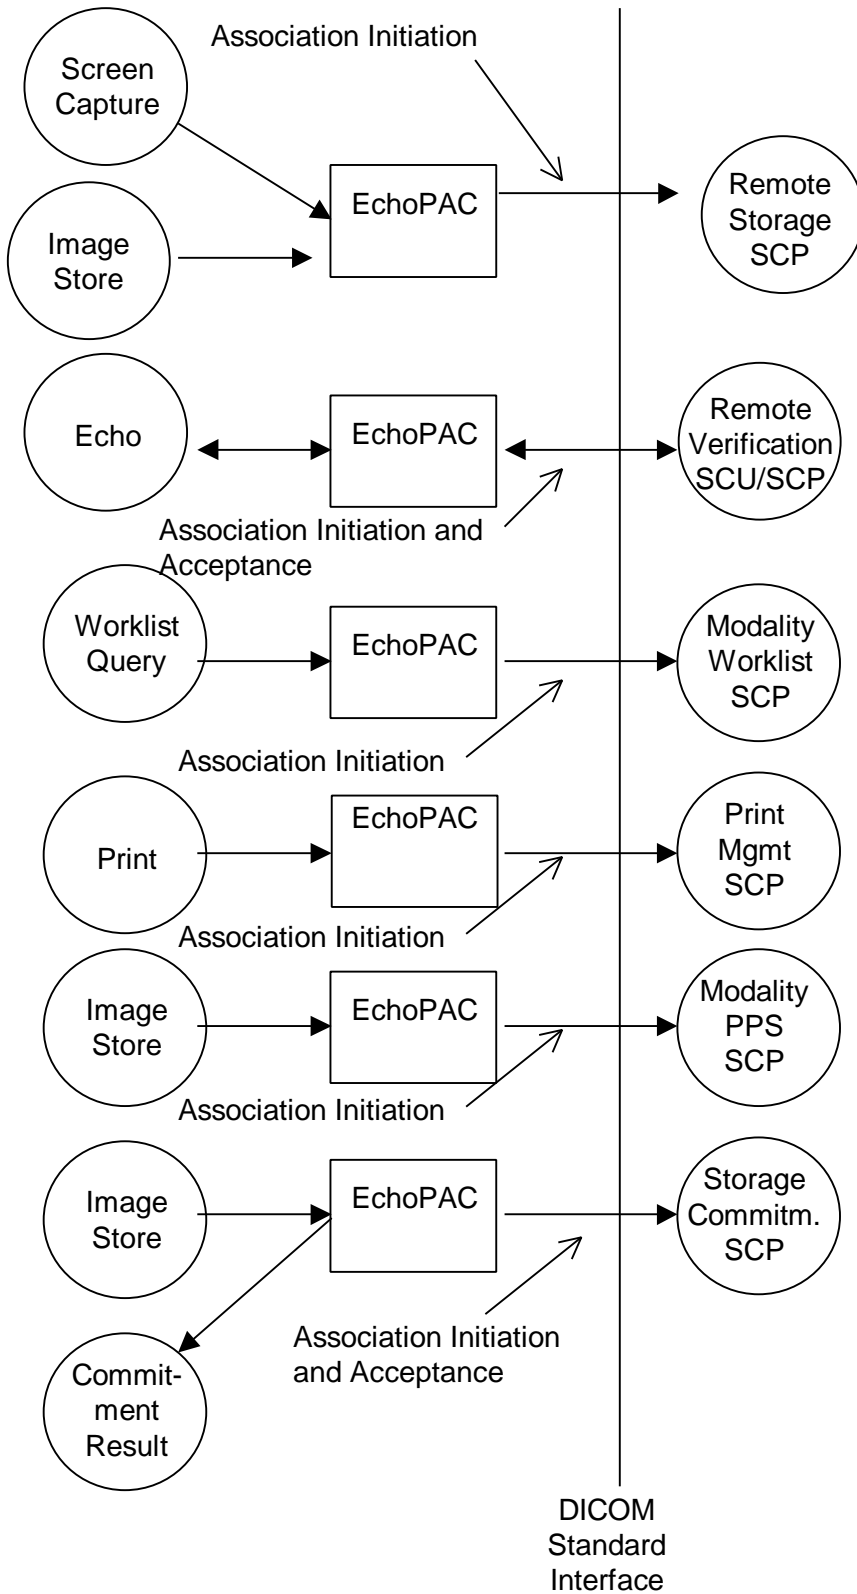 Association Initiation
Screen
Capture
EchoPAC
Remote
Storage
SCP
Image
Store
Echo
EchoPAC
Remote
Verification
SCU/SCP
Association Initiation and
Acceptance
Worklist
Query
EchoPAC
Modality
Worklist
SCP
Association Initiation
Print
EchoPAC
Print
Mgmt
SCP
Association Initiation
Image
Store
EchoPAC
Modality
PPS
SCP
Association Initiation
Image
Store
EchoPAC
Storage
Commitm.
SCP
Association Initiation
and Acceptance
Commit-
ment
Result
DICOM
Standard
Interface